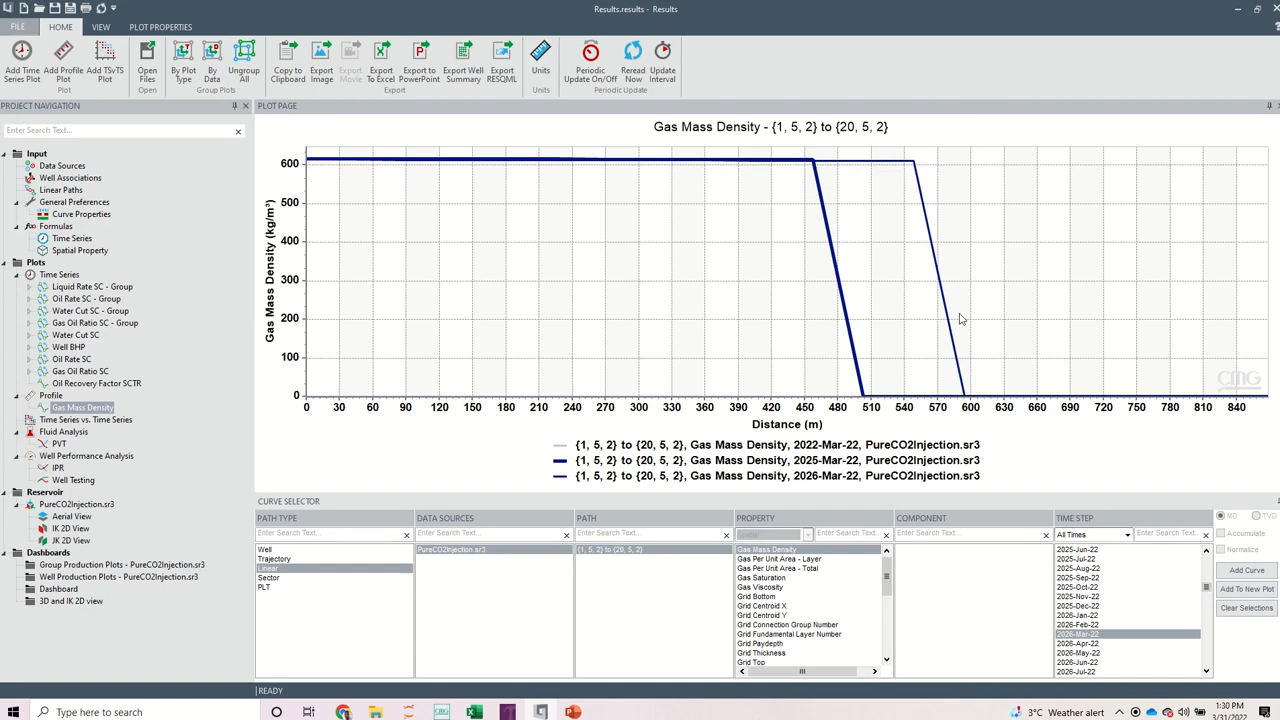 Results.results - Results
FILE HOME VIEW PLOT PROPERTIES
Add Time Series Plot
Add Profile Plot
Add TSvTS Plot
Plot
Open Files
Open
By Plot Type
By Data
Ungroup All
Group Plots
Copy to Clipboard
Export Image
Export Movie
Export To Excel
Export to PowerPoint
Export Well Summary
Export RESQML
Export
Units
Units
Periodic Update On/Off
Reread Now
Update Interval
Periodic Update
PROJECT NAVIGATION
Enter Search Text...
Input
Data Sources
Well Associations
Linear Paths
General Preferences
Curve Properties
Formulas
Time Series
Spatial Property
Plots
Time Series
Liquid Rate SC - Group
Oil Rate SC - Group
Water Cut SC - Group
Gas Oil Ratio SC - Group
Water Cut SC
Well BHP
Oil Rate SC
Gas Oil Ratio SC
Oil Recovery Factor SCTR
Profile
Gas Mass Density
Time Series vs. Time Series
Fluid Analysis
PVT
Well Performance Analysis
IPR
Well Testing
Reservoir
PureCO2Injection.sr3
Aerial View
IK 2D View
JK 2D View
Dashboards
Group Production Plots - PureCO2Injection.sr3
Well Production Plots - PureCO2Injection.sr3
Dashboard
3D and IK 2D view
PLOT PAGE
Gas Mass Density - {1, 5, 2} to {20, 5, 2}
Gas Mass Density (kg/m³)
600
500
400
300
200
100
0
0 30 60 90 120 150 180 210 240 270 300 330 360 390 420 450 480 510 540 570 600 630 660 690 720 750 780 810 840
Distance (m)
CMG
{1, 5, 2} to {20, 5, 2}, Gas Mass Density, 2022-Mar-22, PureCO2Injection.sr3
{1, 5, 2} to {20, 5, 2}, Gas Mass Density, 2025-Mar-22, PureCO2Injection.sr3
{1, 5, 2} to {20, 5, 2}, Gas Mass Density, 2026-Mar-22, PureCO2Injection.sr3
CURVE SELECTOR
PATH TYPE
Enter Search Text...
Well
Trajectory
Linear
Sector
PLT
DATA SOURCES
Enter Search Text...
PureCO2Injection.sr3
PATH
Enter Search Text...
{1, 5, 2} to {20, 5, 2}
PROPERTY
Enter Search Text...
Gas Mass Density
Gas Per Unit Area - Layer
Gas Per Unit Area - Total
Gas Saturation
Gas Viscosity
Grid Bottom
Grid Centroid X
Grid Centroid Y
Grid Connection Group Number
Grid Fundamental Layer Number
Grid Paydepth
Grid Thickness
Grid Top
COMPONENT
Enter Search Text...
TIME STEP
All Times
Enter Search Text...
2025-Jun-22
2025-Jul-22
2025-Aug-22
2025-Sep-22
2025-Oct-22
2025-Nov-22
2025-Dec-22
2026-Jan-22
2026-Feb-22
2026-Mar-22
2026-Apr-22
2026-May-22
2026-Jun-22
2026-Jul-22
MD TVD
Accumulate
Normalize
Add Curve
Add To New Plot
Clear Selections
READY
Type here to search
3°C Weather alert
1:30 PM
3/31/2022